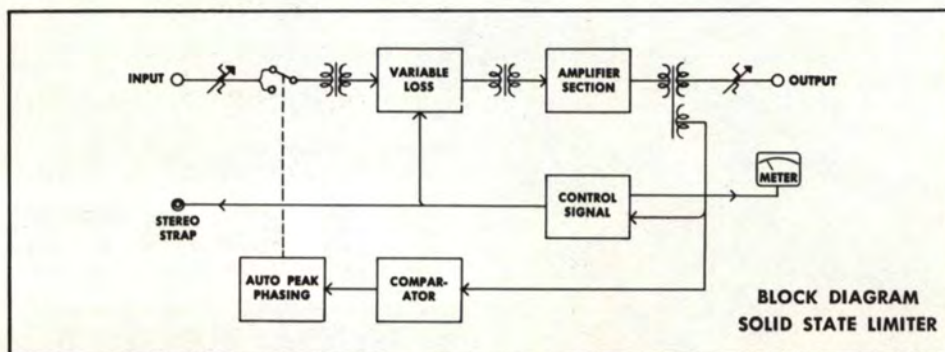 INPUT
VARIABLE
LOSS
AMPLIFIER
SECTION
OUTPUT
METER
CONTROL
SIGNAL
STEREO
STRAP
AUTO PEAK
PHASING
COMPAR-
ATOR
BLOCK DIAGRAM
SOLID STATE LIMITER